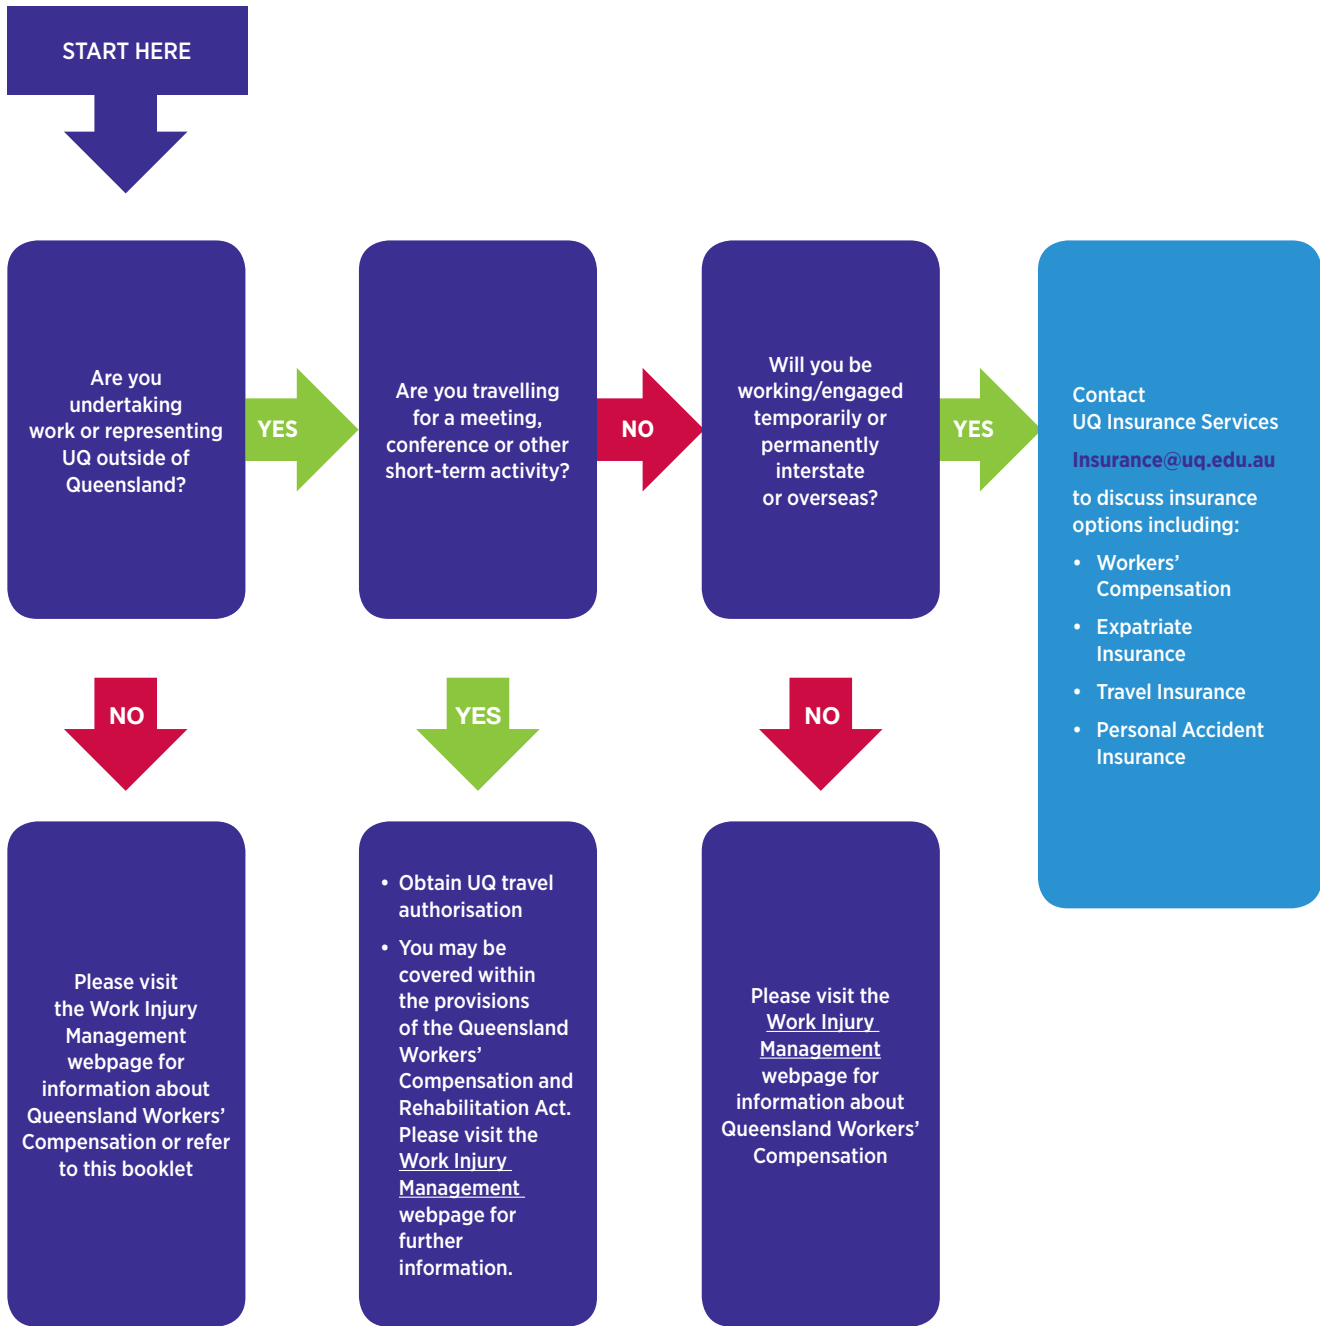 START HERE
Are you
undertaking
work or representing
UQ outside of
Queensland?
YES
Are you travelling
for a meeting,
conference or other
short-term activity?
NO
Will you be
working/engaged
temporarily or
permanently
interstate
or overseas?
YES
Contact
UQ Insurance Services
Insurance@uq.edu.au
to discuss insurance
options including:
• Workers'
Compensation
• Expatriate
Insurance
• Travel Insurance
• Personal Accident
Insurance
NO
YES
NO
Please visit
the Work Injury
Management
webpage for
information about
Queensland Workers'
Compensation or refer
to this booklet
• Obtain UQ travel
authorisation
• You may be
covered within
the provisions
of the Queensland
Workers'
Compensation and
Rehabilitation Act.
Please visit the
Work Injury
Management
webpage for
further
information.
Please visit the
Work Injury
Management
webpage for
information about
Queensland Workers'
Compensation